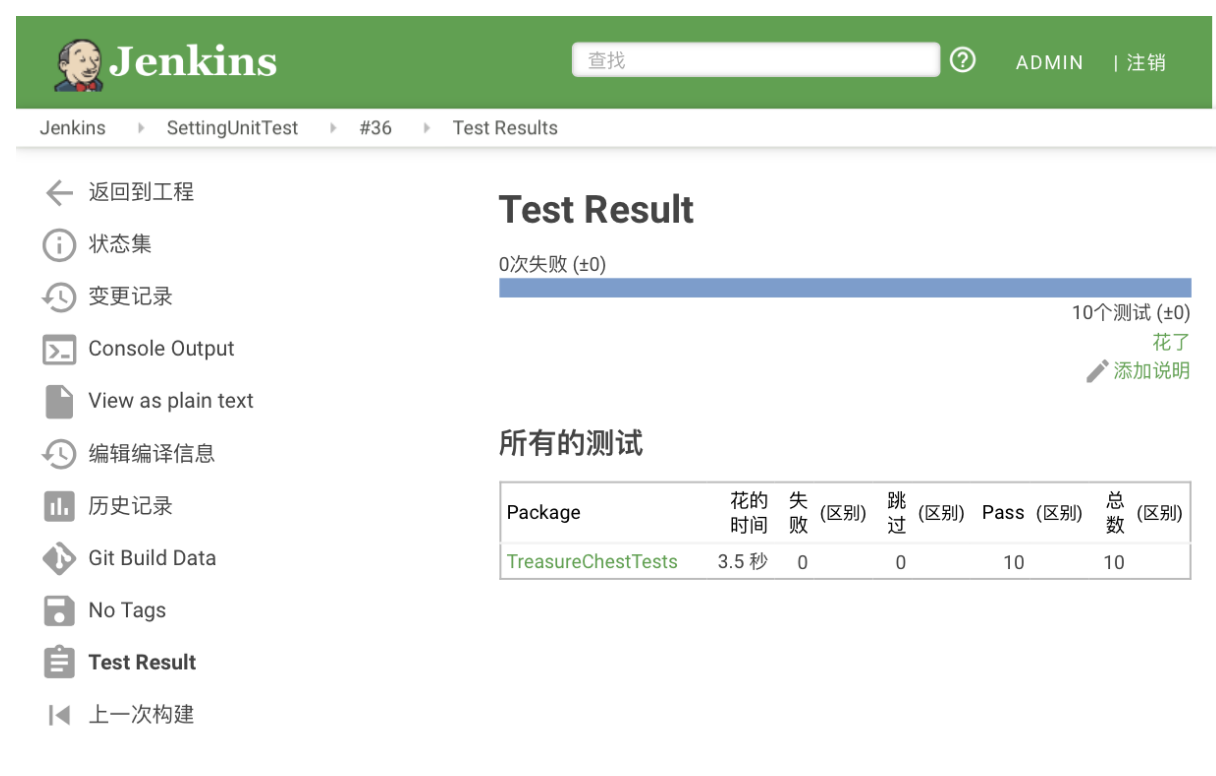 Jenkins
查找
ADMIN
| 注销
Jenkins
SettingUnitTest
#36
Test Results
返回到工程
状态集
变更记录
Console Output
View as plain text
编辑编译信息
历史记录
Git Build Data
No Tags
Test Result
上一次构建
Test Result
0次失败 (±0)
10个测试 (±0)
花了
添加说明
所有的测试
Package 花的时间 失败 (区别) 跳过 (区别) Pass (区别) 总数 (区别)
TreasureChestTests 3.5 秒 0 0 10 10